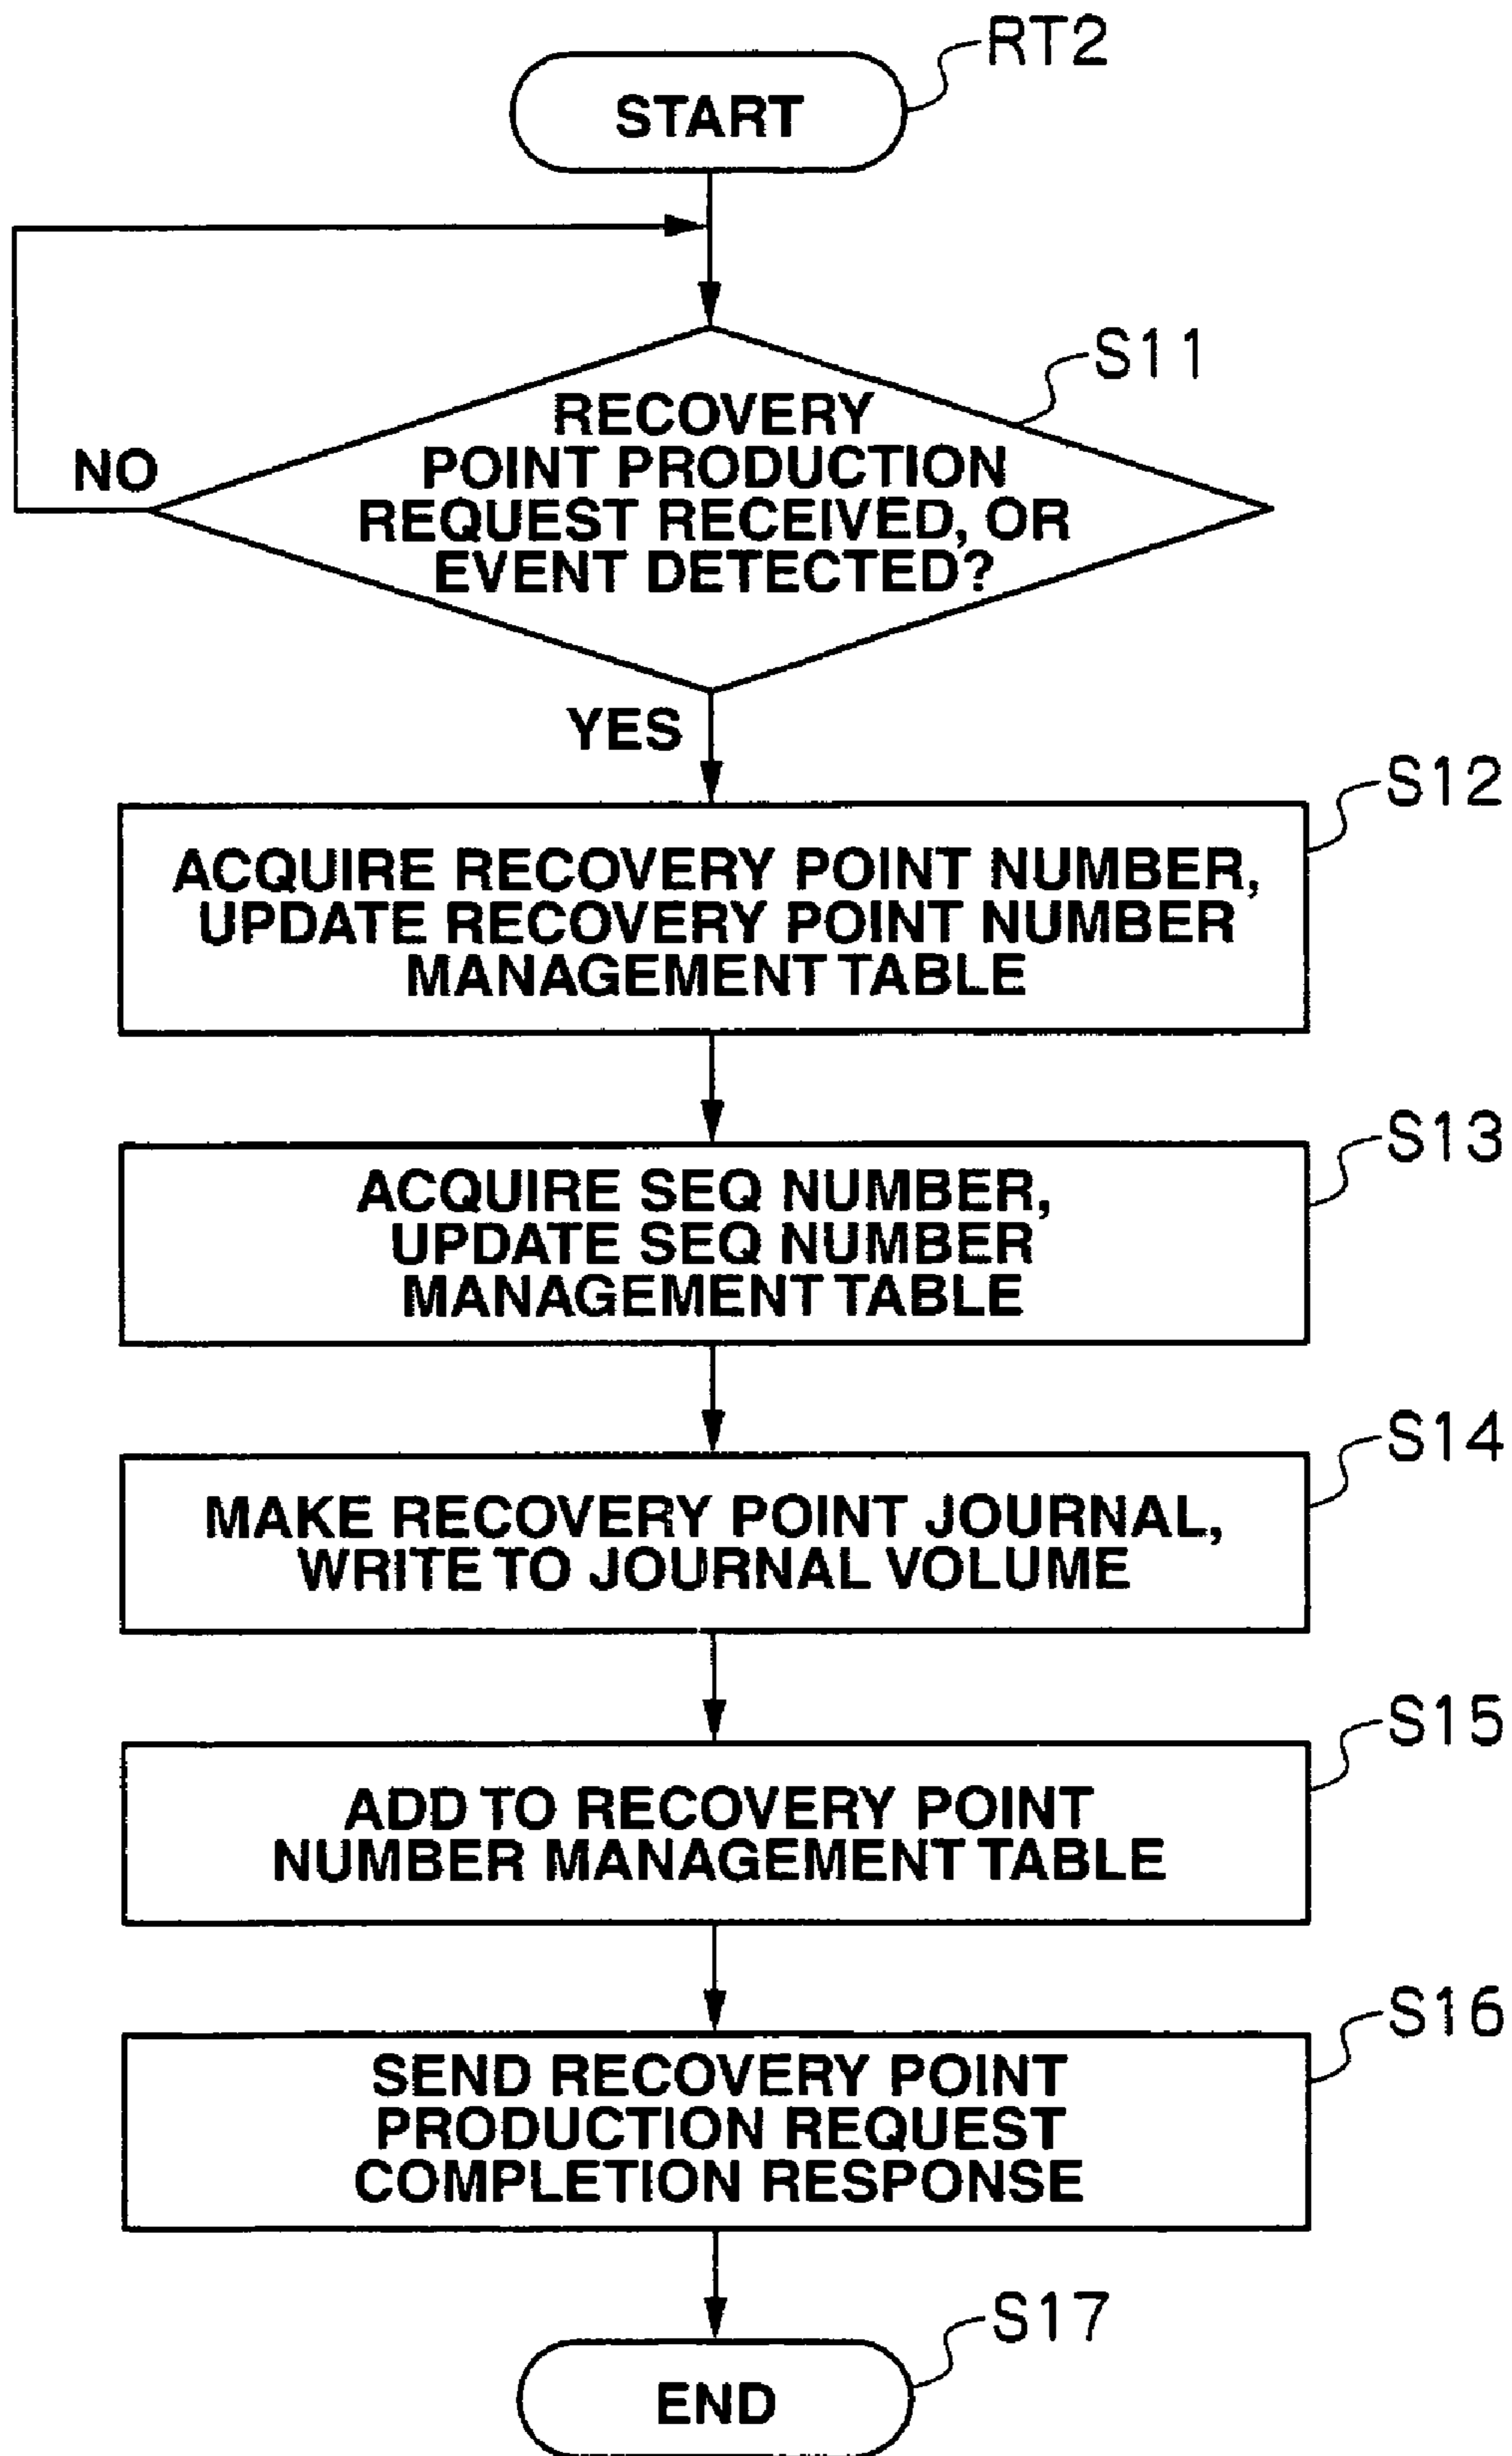 RT2
START
S11
RECOVERY
POINT PRODUCTION
REQUEST RECEIVED, OR
EVENT DETECTED?
NO
YES
S12
ACQUIRE RECOVERY POINT NUMBER,
UPDATE RECOVERY POINT NUMBER
MANAGEMENT TABLE
S13
ACQUIRE SEQ NUMBER,
UPDATE SEQ NUMBER
MANAGEMENT TABLE
S14
MAKE RECOVERY POINT JOURNAL,
WRITE TO JOURNAL VOLUME
S15
ADD TO RECOVERY POINT
NUMBER MANAGEMENT TABLE
S16
SEND RECOVERY POINT
PRODUCTION REQUEST
COMPLETION RESPONSE
S17
END